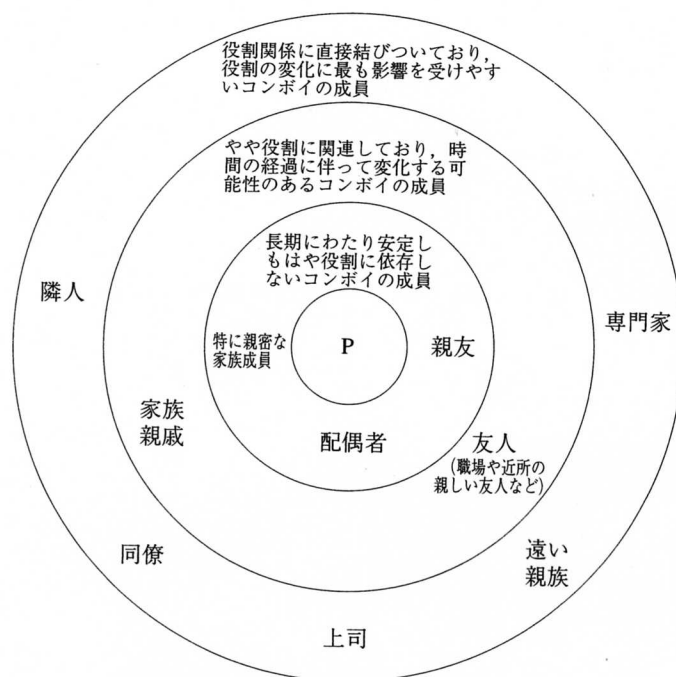 役割関係に直接結びついており,
役割の変化に最も影響を受けやす
いコンボイの成員
やや役割に関連しており, 時
間の経過に伴って変化する可
能性のあるコンボイの成員
長期にわたり安定し
もはや役割に依存し
ないコンボイの成員
隣人
専門家
特に親密な
家族成員
P
親友
家族
親戚
配偶者
友人
(職場や近所の
親しい友人など)
同僚
遠い
親族
上司